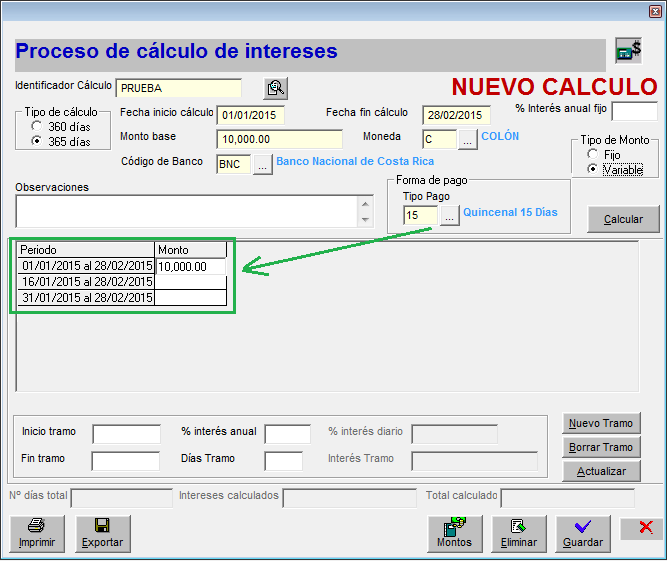 Proceso de cálculo de intereses
$
Identificador Cálculo PRUEBA
NUEVO CALCULO
Tipo de cálculo
360 días
365 días
Fecha inicio cálculo 01/01/2015 Fecha fin cálculo 28/02/2015 % Interés anual fijo
Monto base 10,000.00 Moneda C ... COLÓN
Código de Banco BNC ... Banco Nacional de Costa Rica
Tipo de Monto
Fijo
Variable
Observaciones
Forma de pago
Tipo Pago
15 ... Quincenal 15 Días
Calcular
Periodo Monto
01/01/2015 al 28/02/2015 10,000.00
16/01/2015 al 28/02/2015
31/01/2015 al 28/02/2015
Inicio tramo % interés anual % interés diario
Fin tramo Días Tramo Interés Tramo
Nuevo Tramo
Borrar Tramo
Actualizar
Nº días total Intereses calculados Total calculado
Imprimir Exportar Montos Eliminar Guardar